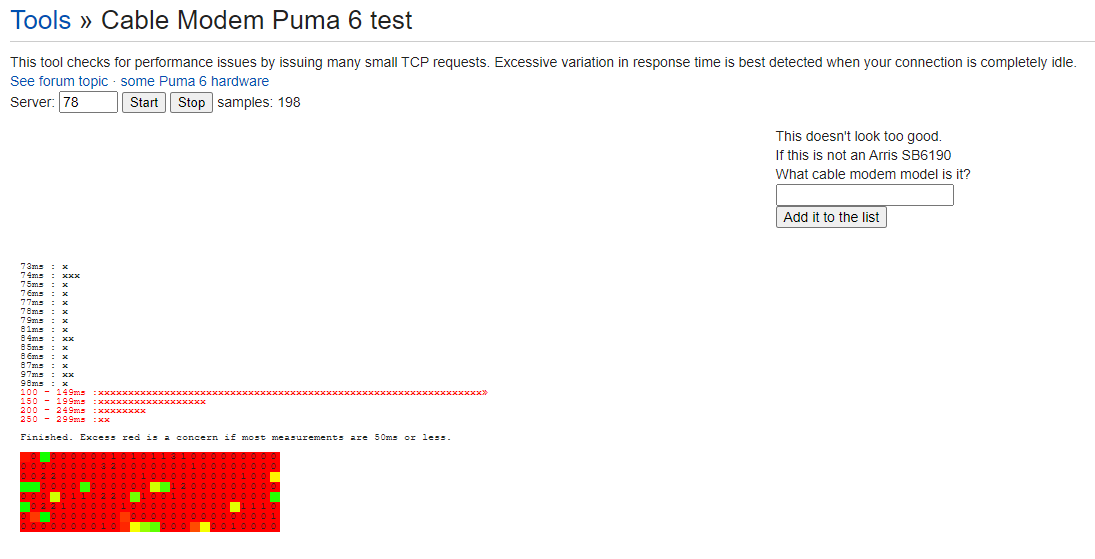 Tools » Cable Modem Puma 6 test
This tool checks for performance issues by issuing many small TCP requests. Excessive variation in response time is best detected when your connection is completely idle.
See forum topic · some Puma 6 hardware
Server: 78 Start Stop samples: 198
This doesn't look too good.
If this is not an Arris SB6190
What cable modem model is it?
Add it to the list
73ms : x
74ms : xxx
75ms : x
76ms : x
77ms : x
78ms : x
79ms : x
81ms : x
84ms : xx
85ms : x
86ms : x
87ms : x
97ms : xx
98ms : x
100 - 149ms :xxxxxxxxxxxxxxxxxxxxxxxxxxxxxxxxxxxxxxxxxxxxxxxxxxxxxxxxxxxxxxxx»
150 - 199ms :xxxxxxxxxxxxxxxxxx
200 - 249ms :xxxxxxxx
250 - 299ms :xx
Finished. Excess red is a concern if most measurements are 50ms or less.